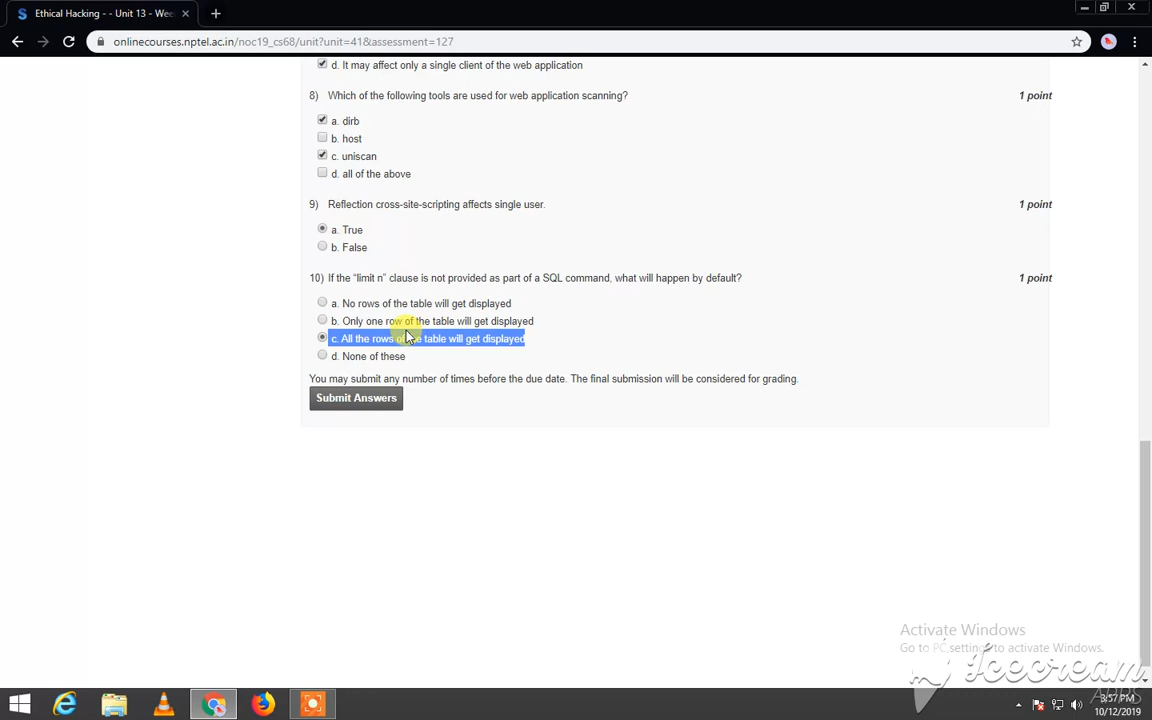 Ethical Hacking - - Unit 13 - Wee
onlinecourses.nptel.ac.in/noc19_cs68/unit?unit=41&assessment=127
d. It may affect only a single client of the web application
8) Which of the following tools are used for web application scanning? 1 point
a. dirb
b. host
c. uniscan
d. all of the above
9) Reflection cross-site-scripting affects single user. 1 point
a. True
b. False
10) If the “limit n” clause is not provided as part of a SQL command, what will happen by default? 1 point
a. No rows of the table will get displayed
b. Only one row of the table will get displayed
c. All the rows of the table will get displayed
d. None of these
You may submit any number of times before the due date. The final submission will be considered for grading.
Submit Answers
Activate Windows
Go to PC settings to activate Windows.
Icecream
APPS
3:57 PM
10/12/2019